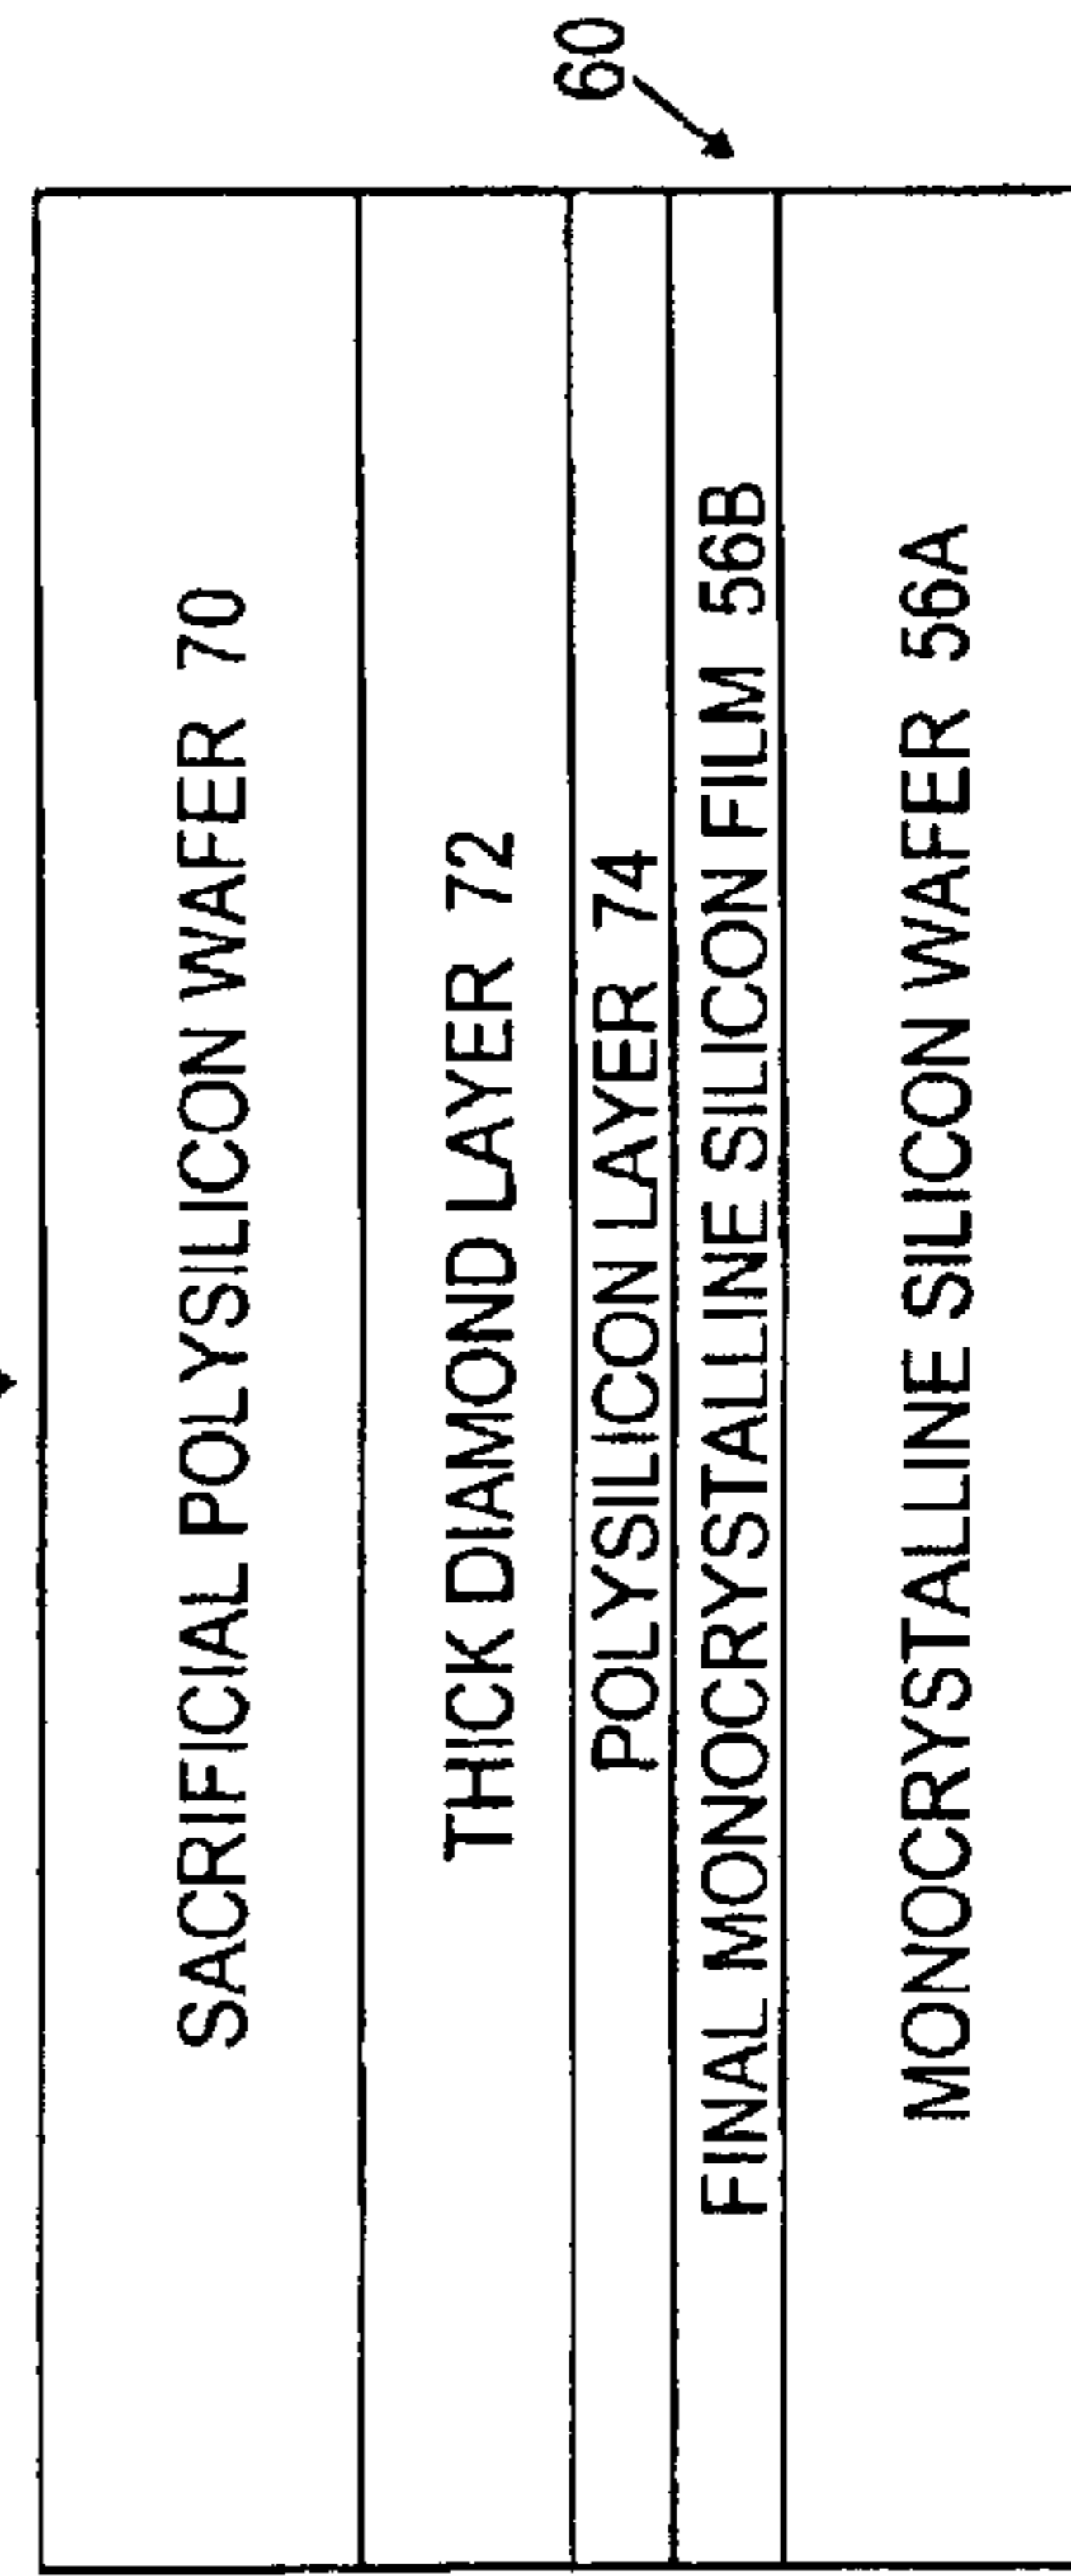 SACRIFICIAL POLYSILICON WAFER 70
THICK DIAMOND LAYER 72
POLYSILICON LAYER 74
60
FINAL MONOCRYSTALLINE SILICON FILM 56B
MONOCRYSTALLINE SILICON WAFER 56A